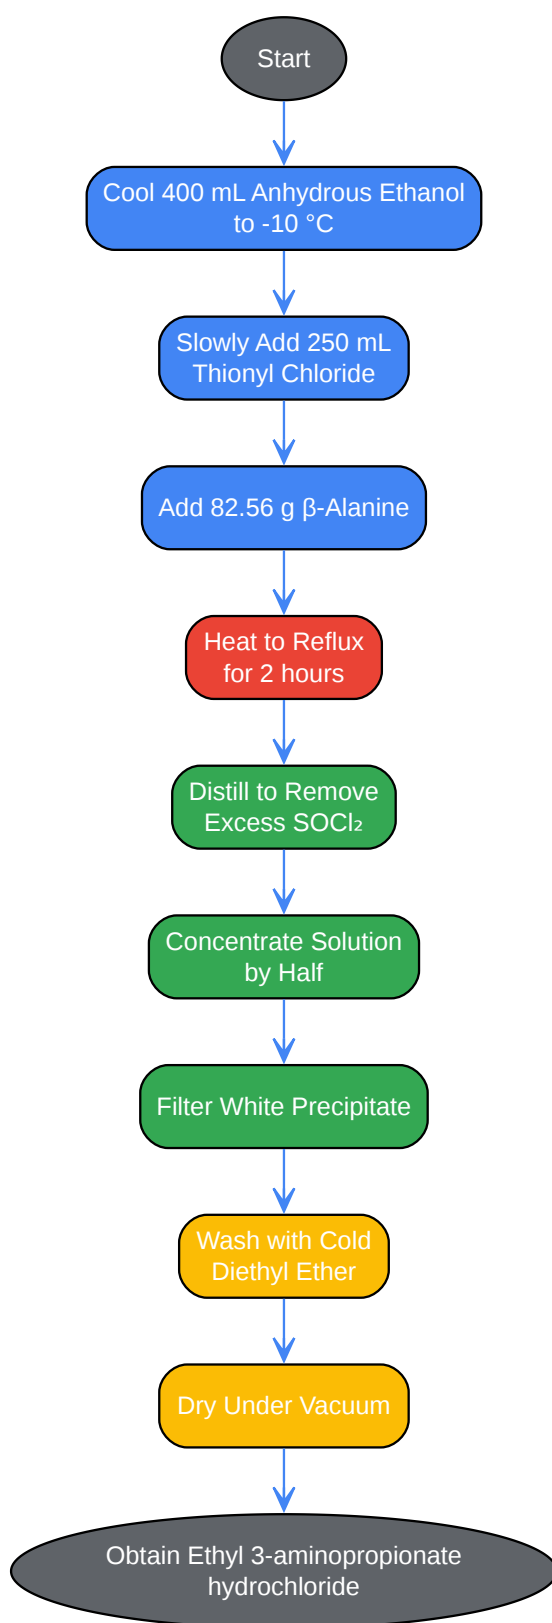 Start
Cool 400 mL Anhydrous Ethanol
to -10 °C
Slowly Add 250 mL
Thionyl Chloride
Add 82.56 g β-Alanine
Heat to Reflux
for 2 hours
Distill to Remove
Excess SOCl₂
Concentrate Solution
by Half
Filter White Precipitate
Wash with Cold
Diethyl Ether
Dry Under Vacuum
Obtain Ethyl 3-aminopropionate
hydrochloride